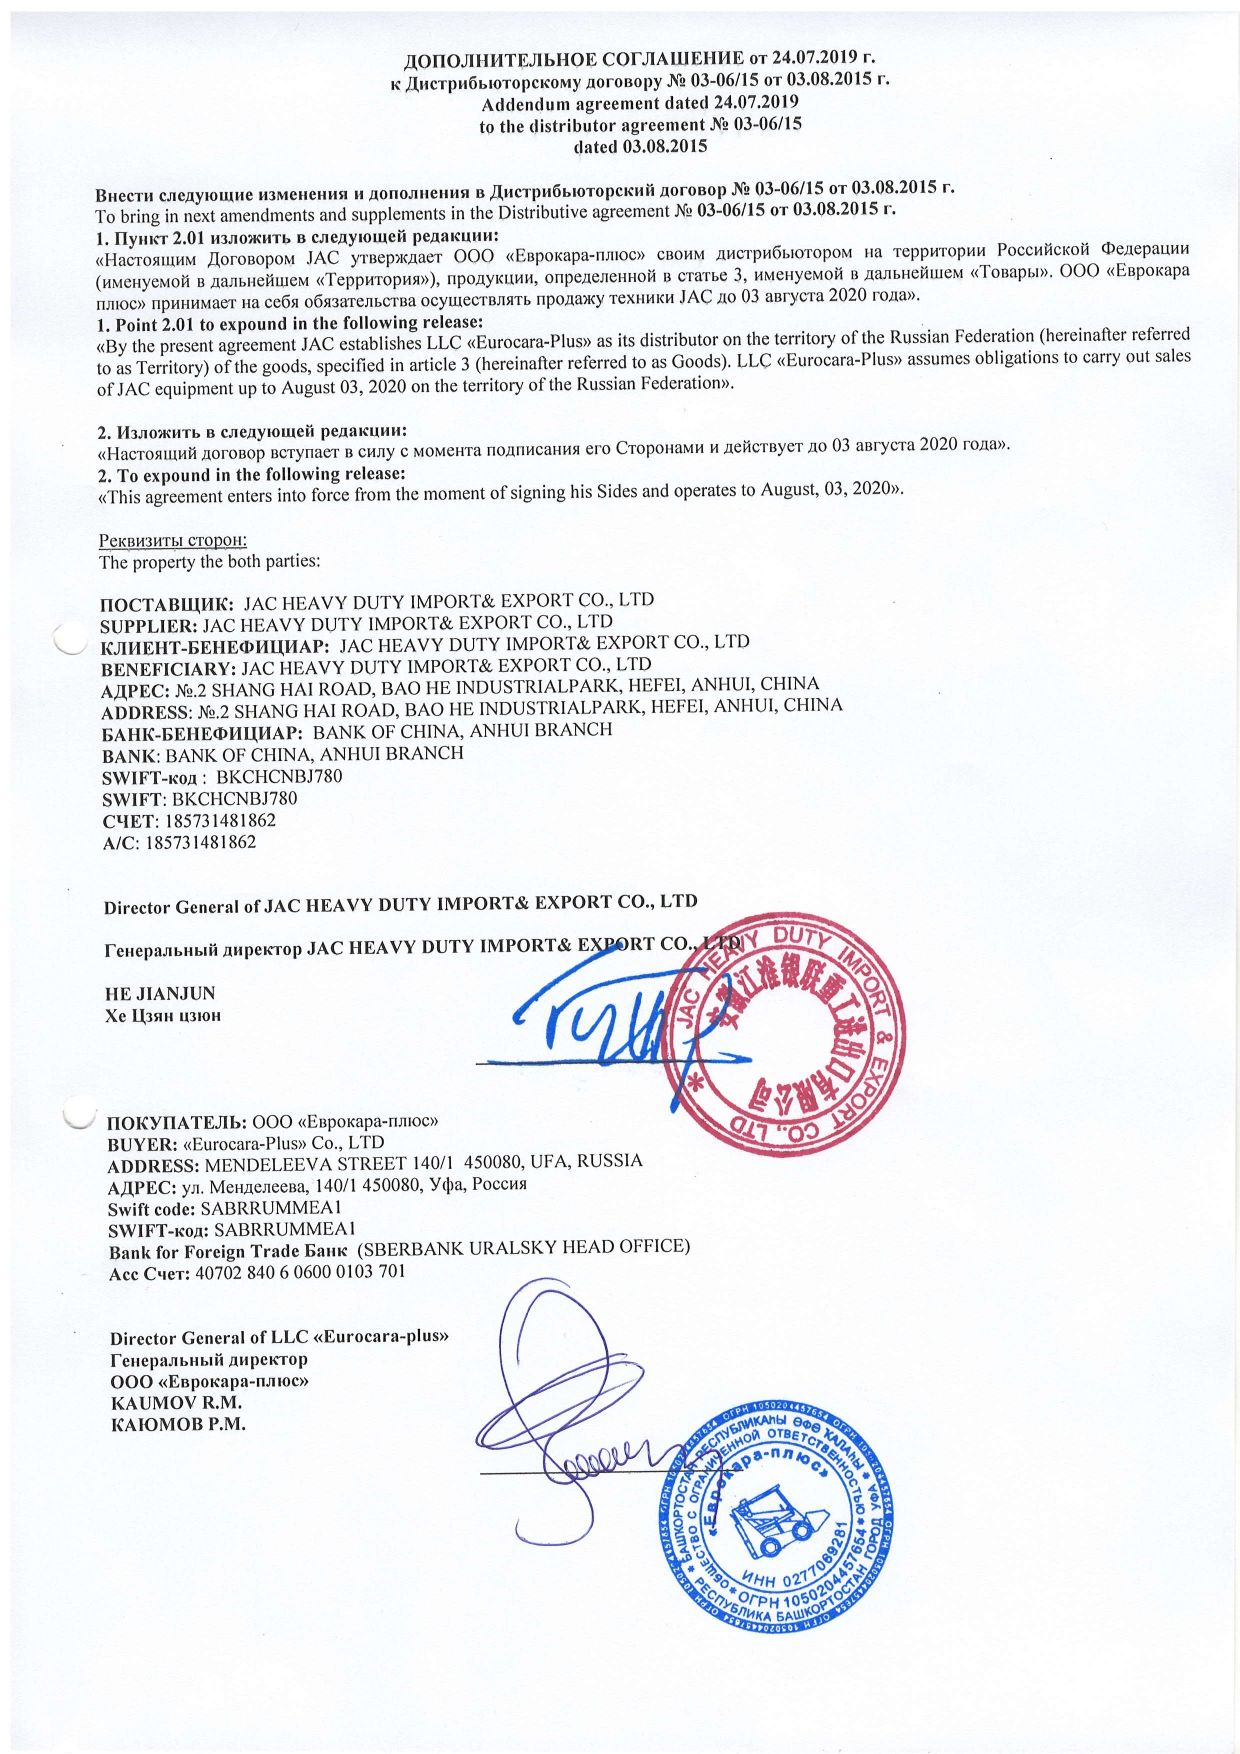 ДОПОЛНИТЕЛЬНОЕ СОГЛАШЕНИЕ от 24.07.2019 г.
к Дистрибьюторскому договору № 03-06/15 от 03.08.2015 г.
Addendum agreement dated 24.07.2019
to the distributor agreement № 03-06/15
dated 03.08.2015
Внести следующие изменения и дополнения в Дистрибьюторский договор № 03-06/15 от 03.08.2015 г.
To bring in next amendments and supplements in the Distributive agreement № 03-06/15 от 03.08.2015 г.
1. Пункт 2.01 изложить в следующей редакции:
«Настоящим Договором JAC утверждает ООО «Еврокара-плюс» своим дистрибьютором на территории Российской Федерации
(именуемой в дальнейшем «Территория»), продукции, определенной в статье 3, именуемой в дальнейшем «Товары». ООО «Еврокара
плюс» принимает на себя обязательства осуществлять продажу техники JAC до 03 августа 2020 года».
1. Point 2.01 to expound in the following release:
«By the present agreement JAC establishes LLC «Eurocara-Plus» as its distributor on the territory of the Russian Federation (hereinafter referred
to as Territory) of the goods, specified in article 3 (hereinafter referred to as Goods). LLC «Eurocara-Plus» assumes obligations to carry out sales
of JAC equipment up to August 03, 2020 on the territory of the Russian Federation».
2. Изложить в следующей редакции:
«Настоящий договор вступает в силу с момента подписания его Сторонами и действует до 03 августа 2020 года».
2. To expound in the following release:
«This agreement enters into force from the moment of signing his Sides and operates to August, 03, 2020».
Реквизиты сторон:
The property the both parties:
ПОСТАВЩИК: JAC HEAVY DUTY IMPORT& EXPORT CO., LTD
SUPPLIER: JAC HEAVY DUTY IMPORT& EXPORT CO., LTD
КЛИЕНТ-БЕНЕФИЦИАР: JAC HEAVY DUTY IMPORT& EXPORT CO., LTD
BENEFICIARY: JAC HEAVY DUTY IMPORT& EXPORT CO., LTD
АДРЕС: №.2 SHANG HAI ROAD, BAO HE INDUSTRIALPARK, HEFEI, ANHUI, CHINA
ADDRESS: №.2 SHANG HAI ROAD, BAO HE INDUSTRIALPARK, HEFEI, ANHUI, CHINA
БАНК-БЕНЕФИЦИАР: BANK OF CHINA, ANHUI BRANCH
BANK: BANK OF CHINA, ANHUI BRANCH
SWIFT-код : BKCHCNBJ780
SWIFT: BKCHCNBJ780
СЧЕТ: 185731481862
A/C: 185731481862
Director General of JAC HEAVY DUTY IMPORT& EXPORT CO., LTD
Генеральный директор JAC HEAVY DUTY IMPORT& EXPORT CO., LTD
HE JIANJUN
Хе Цзян цзюн
JAC HEAVY DUTY IMPORT & EXPORT CO., LTD
安徽江淮银联重工进出口有限公司
ПОКУПАТЕЛЬ: ООО «Еврокара-плюс»
BUYER: «Eurocara-Plus» Co., LTD
ADDRESS: MENDELEEVA STREET 140/1 450080, UFA, RUSSIA
АДРЕС: ул. Менделеева, 140/1 450080, Уфа, Россия
Swift code: SABRRUMMEA1
SWIFT-код: SABRRUMMEA1
Bank for Foreign Trade Банк (SBERBANK URALSKY HEAD OFFICE)
Acc Счет: 40702 840 6 0600 0103 701
Director General of LLC «Eurocara-plus»
Генеральный директор
ООО «Еврокара-плюс»
KAUMOV R.M.
КАЮМОВ Р.М.
ОГРН 1050204457654 ОГРН 1050204457654 ОГРН 1050204457654
БАШКОРТОСТАН РЕСПУБЛИКАҺЫ ӨФӨ ҠАЛАҺЫ * УФА ГОРОД БАШКОРТОСТАН РЕСПУБЛИКА *
ОБЩЕСТВО С ОГРАНИЧЕННОЙ ОТВЕТСТВЕННОСТЬЮ * ОГРН 1050204457654 *
«Еврокара-плюс»
ИНН 0277069281